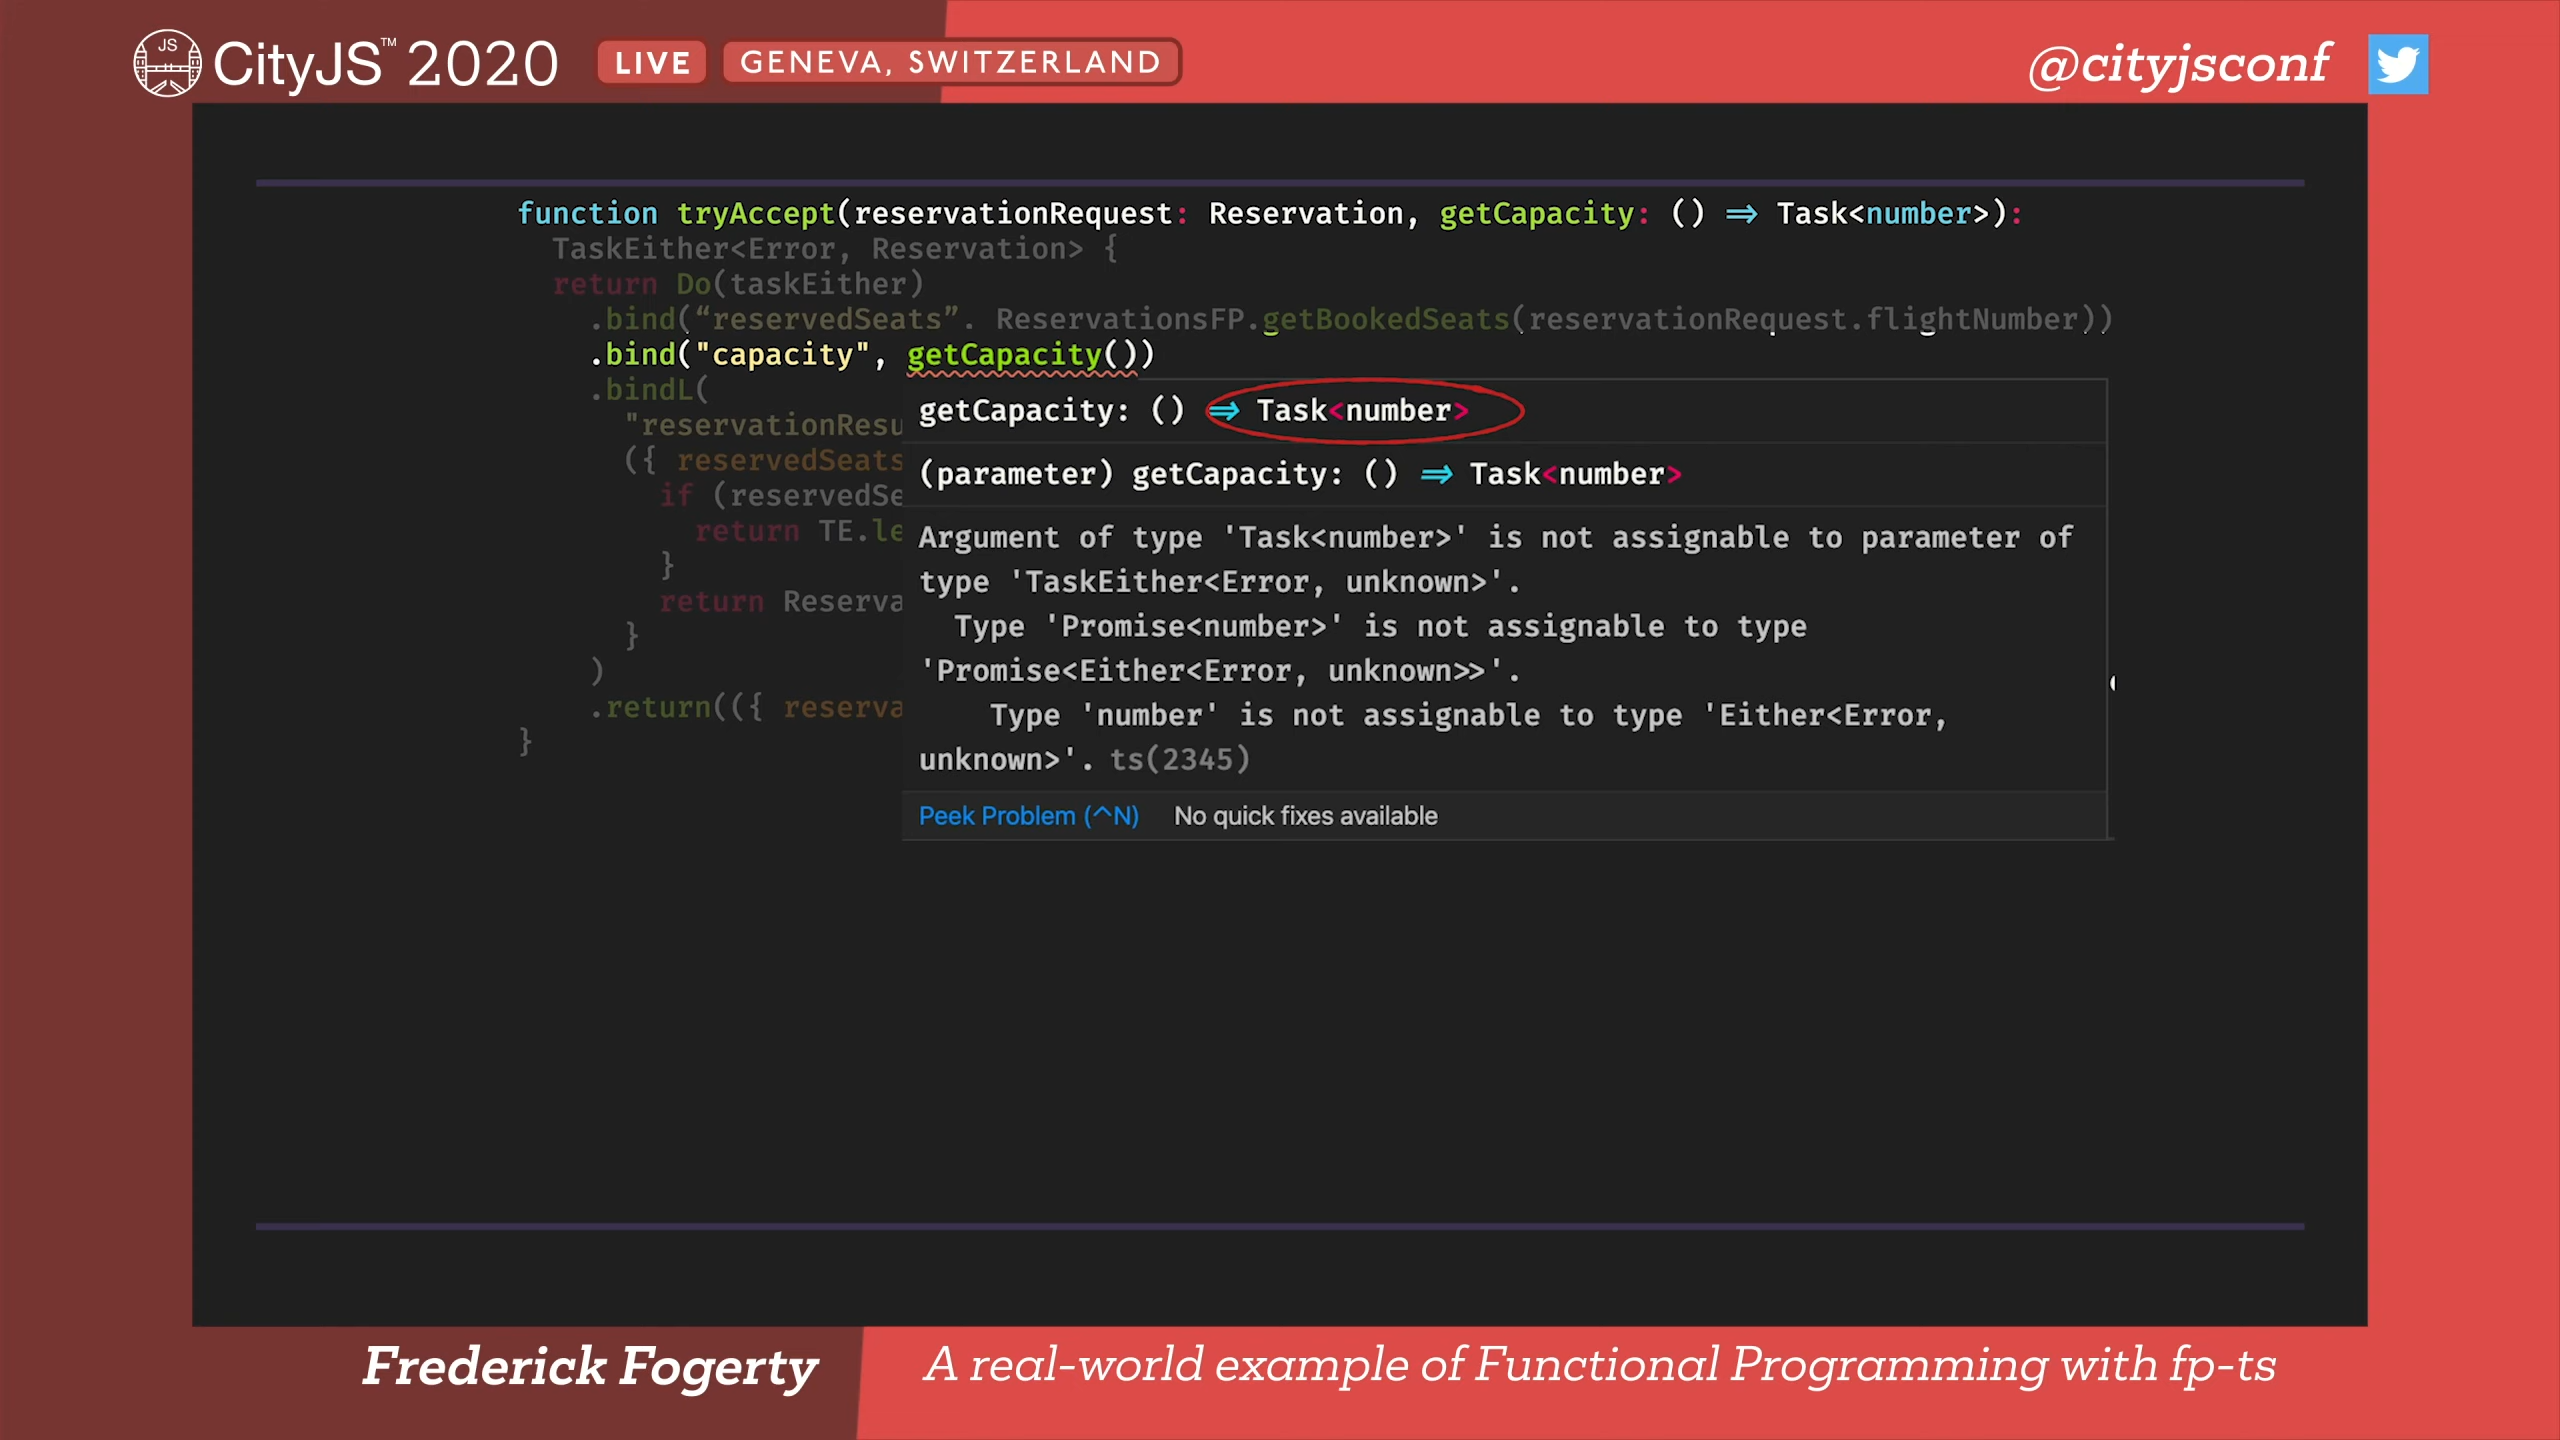 JS
CityJS™ 2020
LIVE
GENEVA, SWITZERLAND
@cityjsconf
function tryAccept(reservationRequest: Reservation, getCapacity: () ⇒ Task<number>):
TaskEither<Error, Reservation> {
return Do(taskEither)
.bind(“reservedSeats”. ReservationsFP.getBookedSeats(reservationRequest.flightNumber))
.bind("capacity", getCapacity())
.bindL(
"reservationResu
({ reservedSeats
if (reservedSe
return TE.le
}
return Reserva
}
)
.return(({ reserva
}
getCapacity: () ⇒ Task<number>
(parameter) getCapacity: () ⇒ Task<number>
Argument of type 'Task<number>' is not assignable to parameter of
type 'TaskEither<Error, unknown>'.
Type 'Promise<number>' is not assignable to type
'Promise<Either<Error, unknown>>'.
Type 'number' is not assignable to type 'Either<Error,
unknown>'. ts(2345)
Peek Problem (^N) No quick fixes available
Frederick Fogerty
A real-world example of Functional Programming with fp-ts